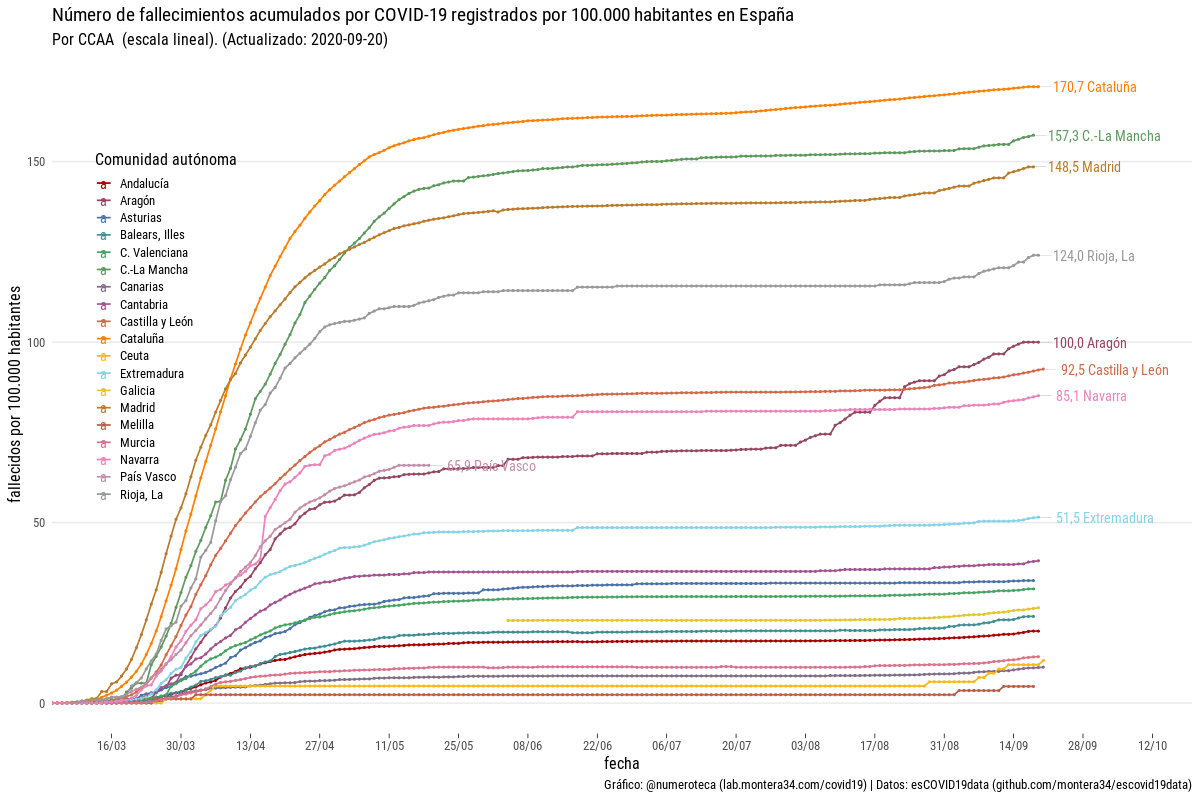 Número de fallecimientos acumulados por COVID-19 registrados por 100.000 habitantes en España
Por CCAA (escala lineal). (Actualizado: 2020-09-20)
fallecidos por 100.000 habitantes
150
100
50
0
Comunidad autónoma
Andalucía
Aragón
Asturias
Balears, Illes
C. Valenciana
C.-La Mancha
Canarias
Cantabria
Castilla y León
Cataluña
Ceuta
Extremadura
Galicia
Madrid
Melilla
Murcia
Navarra
País Vasco
Rioja, La
170,7 Cataluña
157,3 C.-La Mancha
148,5 Madrid
124,0 Rioja, La
100,0 Aragón
92,5 Castilla y León
85,1 Navarra
65,9 País Vasco
51,5 Extremadura
16/03 30/03 13/04 27/04 11/05 25/05 08/06 22/06 06/07 20/07 03/08 17/08 31/08 14/09 28/09 12/10
fecha
Gráfico: @numeroteca (lab.montera34.com/covid19) | Datos: esCOVID19data (github.com/montera34/escovid19data)